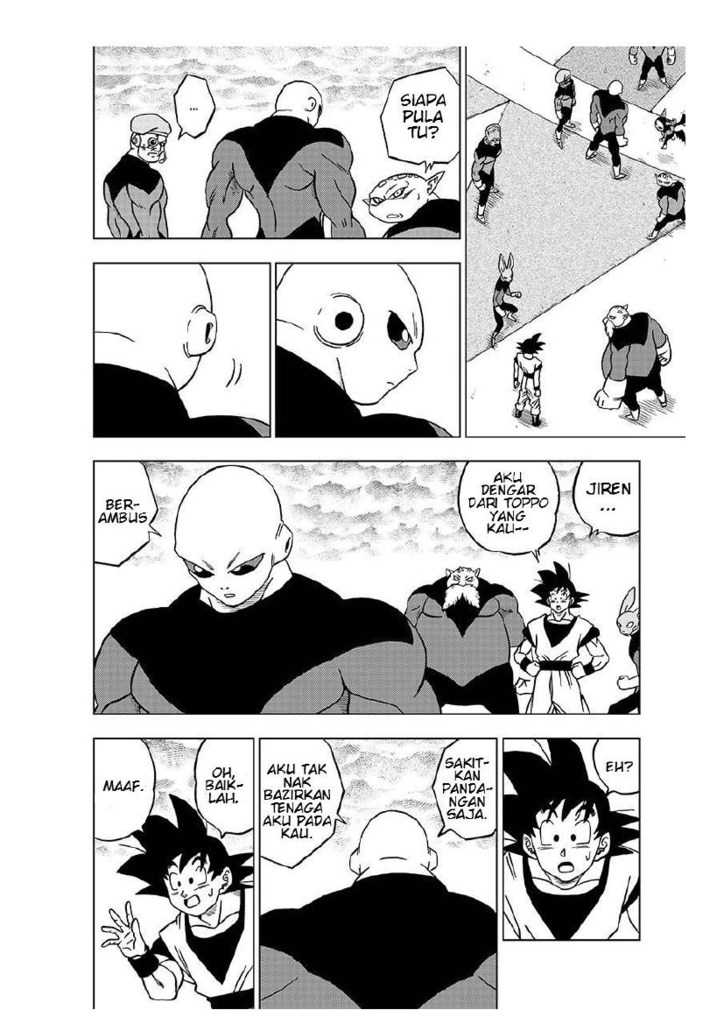 SIAPA
PULA
TU?
...
JIREN
...
AKU
DENGAR
DARI TOPPO
YANG
KAU--
BER-
AMBUS
EH?
SAKIT-
KAN
PANDA-
NGAN
SAJA.
AKU TAK
NAK
BAZIRKAN
TENAGA
AKU PADA
KAU.
OH,
BAIK-
LAH.
MAAF.